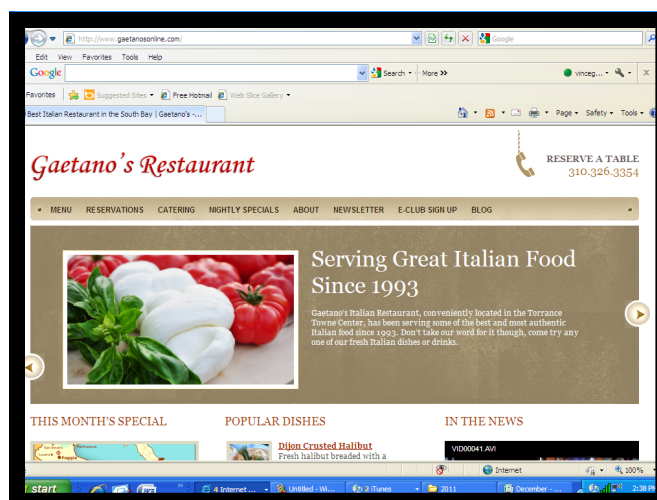 http://www.gaetanosonline.com/
Google
Edit View Favorites Tools Help
Google Search More >> vinceg...
Favorites Suggested Sites Free Hotmail Web Slice Gallery
Best Italian Restaurant in the South Bay | Gaetano's -... Page Safety Tools
Gaetano's Restaurant
RESERVE A TABLE
310.326.3354
MENU RESERVATIONS CATERING NIGHTLY SPECIALS ABOUT NEWSLETTER E-CLUB SIGN UP BLOG
Serving Great Italian Food
Since 1993
Gaetano's Italian Restaurant, conveniently located in the Torrance
Towne Center, has been serving some of the best and most authentic
Italian food since 1993. Don't take our word for it though, come try any
one of our fresh Italian dishes or drinks.
THIS MONTH'S SPECIAL POPULAR DISHES IN THE NEWS
Foggia
Dijon Crusted Halibut
Fresh halibut breaded with a
VID00041.AVI
Internet 100%
start 4 Internet ... Untitled - Wi... 2 iTunes 2011 December - ... 2:38 PM